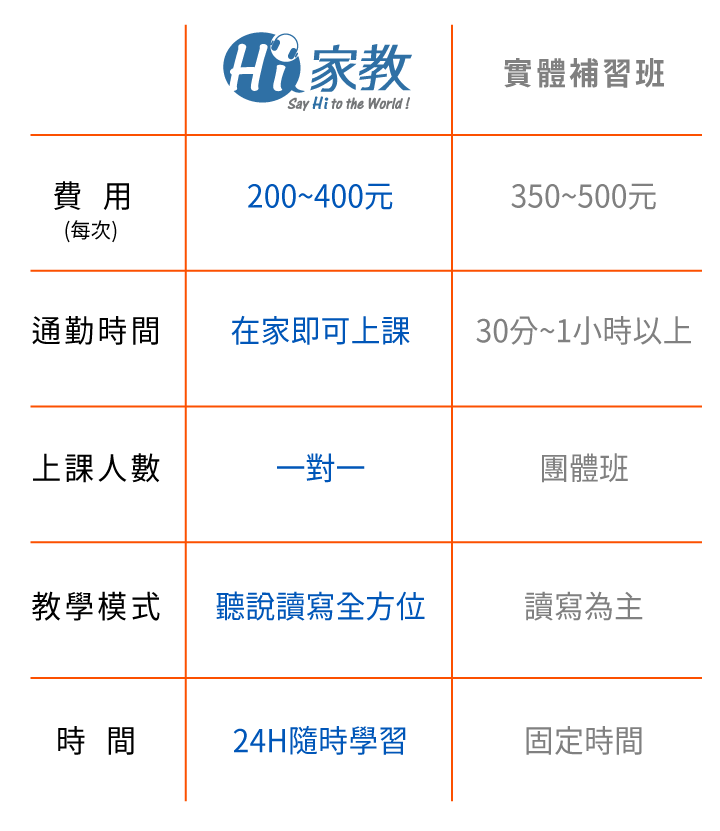 Hi 家教
Say Hi to the World !
實體補習班
費 用
(每次)
200~400元
350~500元
通勤時間
在家即可上課
30分~1小時以上
上課人數
一對一
團體班
教學模式
聽說讀寫全方位
讀寫為主
時 間
24H隨時學習
固定時間